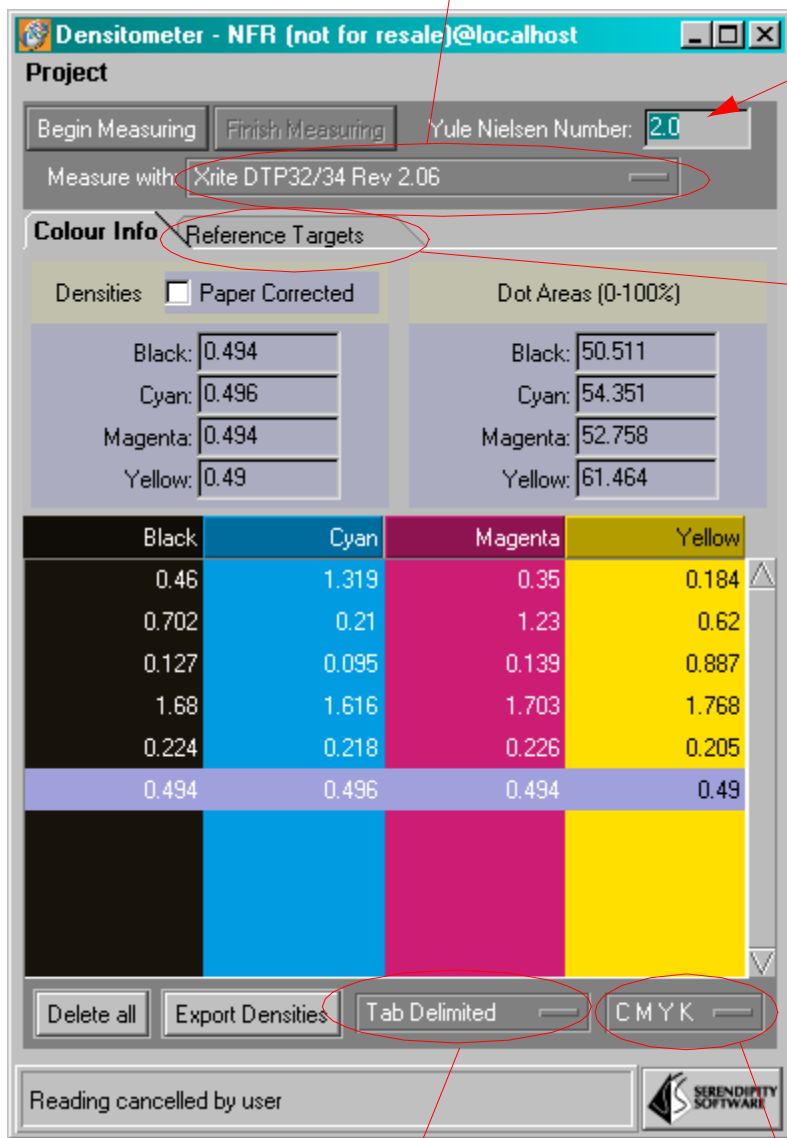 Densitometer - NFR (not for resale)@localhost
Project
Begin Measuring Finish Measuring Yule Nielsen Number: 2.0
Measure with: Xrite DTP32/34 Rev 2.06
Colour Info Reference Targets
Densities Paper Corrected Dot Areas (0-100%)
Black: 0.494 Black: 50.511
Cyan: 0.496 Cyan: 54.351
Magenta: 0.494 Magenta: 52.758
Yellow: 0.49 Yellow: 61.464
Black Cyan Magenta Yellow
0.46 1.319 0.35 0.184
0.702 0.21 1.23 0.62
0.127 0.095 0.139 0.887
1.68 1.616 1.703 1.768
0.224 0.218 0.226 0.205
0.494 0.496 0.494 0.49
Delete all Export Densities Tab Delimited C M Y K
Reading cancelled by user
SERENDIPITY
SOFTWARE